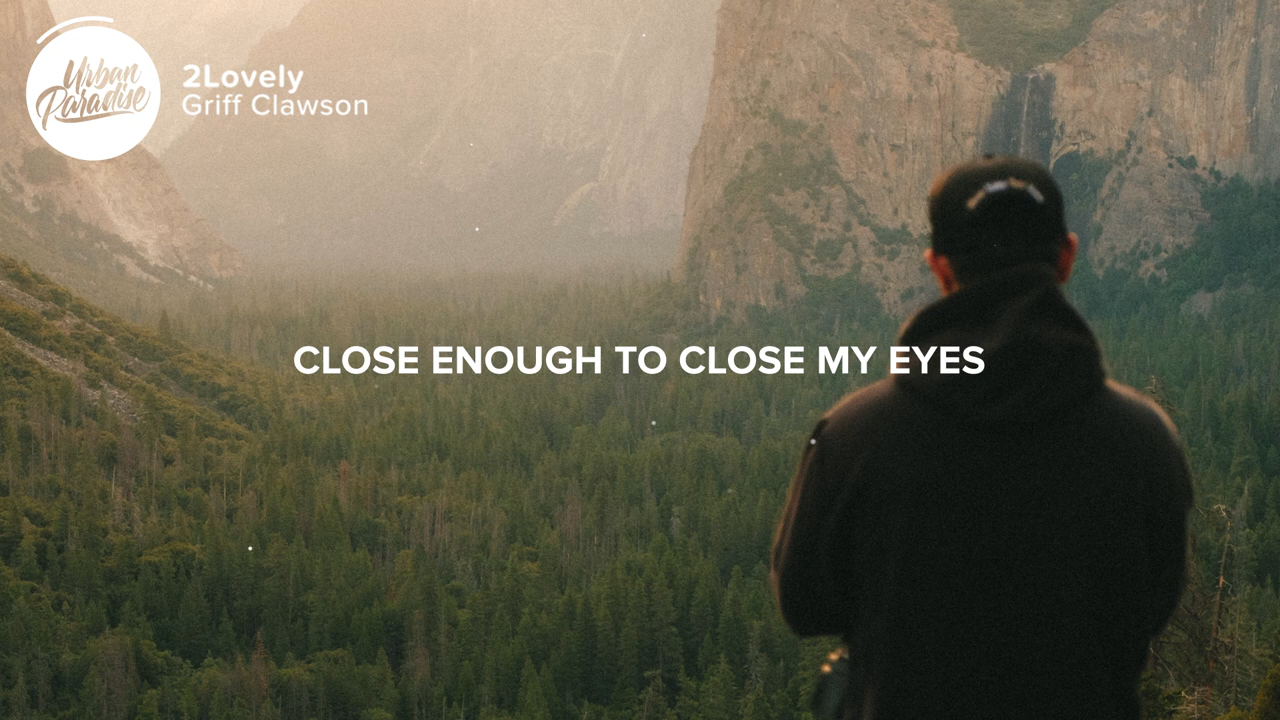 Urban
Paradise
2Lovely
Griff Clawson
CLOSE ENOUGH TO CLOSE MY EYES